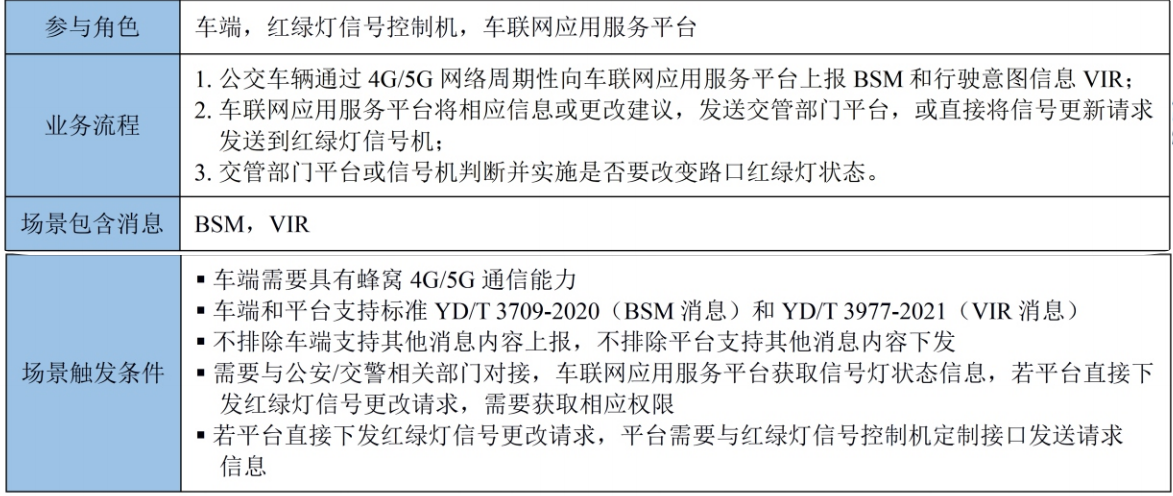 参与角色
车端，红绿灯信号控制机，车联网应用服务平台
业务流程
1. 公交车辆通过 4G/5G 网络周期性向车联网应用服务平台上报 BSM 和行驶意图信息 VIR；
2. 车联网应用服务平台将相应信息或更改建议，发送交管部门平台，或直接将信号更新请求
发送到红绿灯信号机；
3. 交管部门平台或信号机判断并实施是否要改变路口红绿灯状态。
场景包含消息
BSM，VIR
场景触发条件
▪ 车端需要具有蜂窝 4G/5G 通信能力
▪ 车端和平台支持标准 YD/T 3709-2020（BSM 消息）和 YD/T 3977-2021（VIR 消息）
▪ 不排除车端支持其他消息内容上报，不排除平台支持其他消息内容下发
▪ 需要与公安/交警相关部门对接，车联网应用服务平台获取信号灯状态信息，若平台直接下
发红绿灯信号更改请求，需要获取相应权限
▪ 若平台直接下发红绿灯信号更改请求，平台需要与红绿灯信号控制机定制接口发送请求
信息